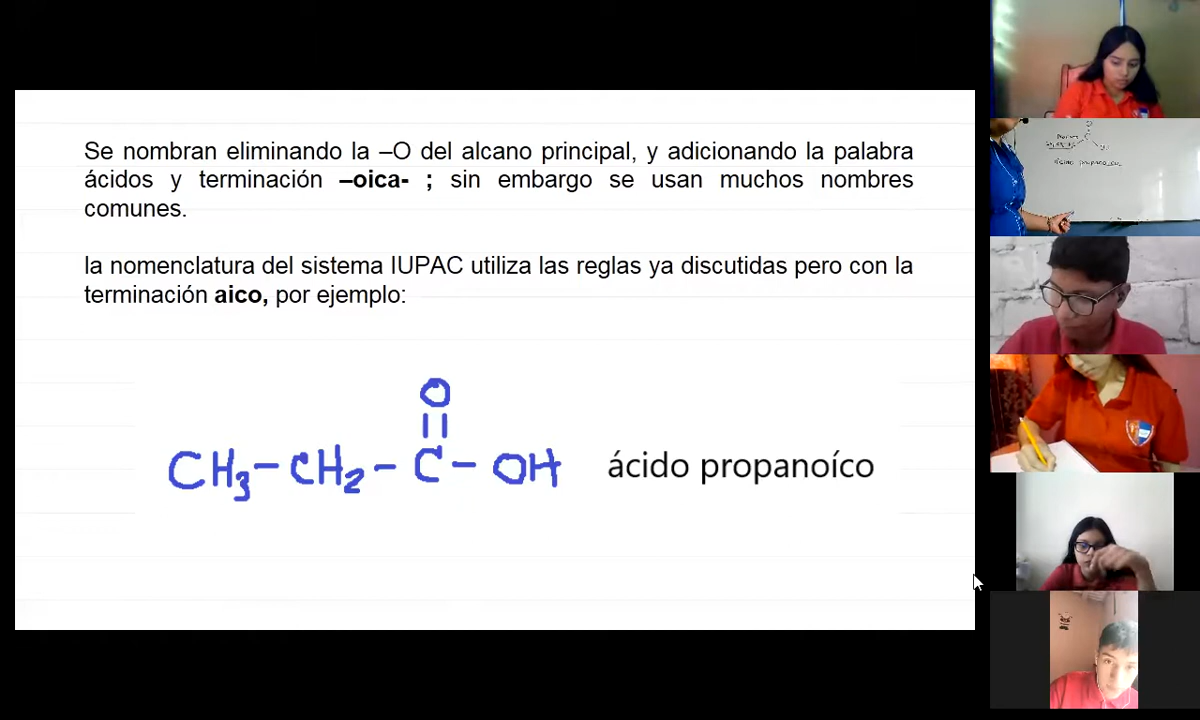 Se nombran eliminando la –O del alcano principal, y adicionando la palabra
ácidos y terminación –oica- ; sin embargo se usan muchos nombres
comunes.
la nomenclatura del sistema IUPAC utiliza las reglas ya discutidas pero con la
terminación aico, por ejemplo:
O
||
CH3 – CH2 – C – OH
ácido propanoíco